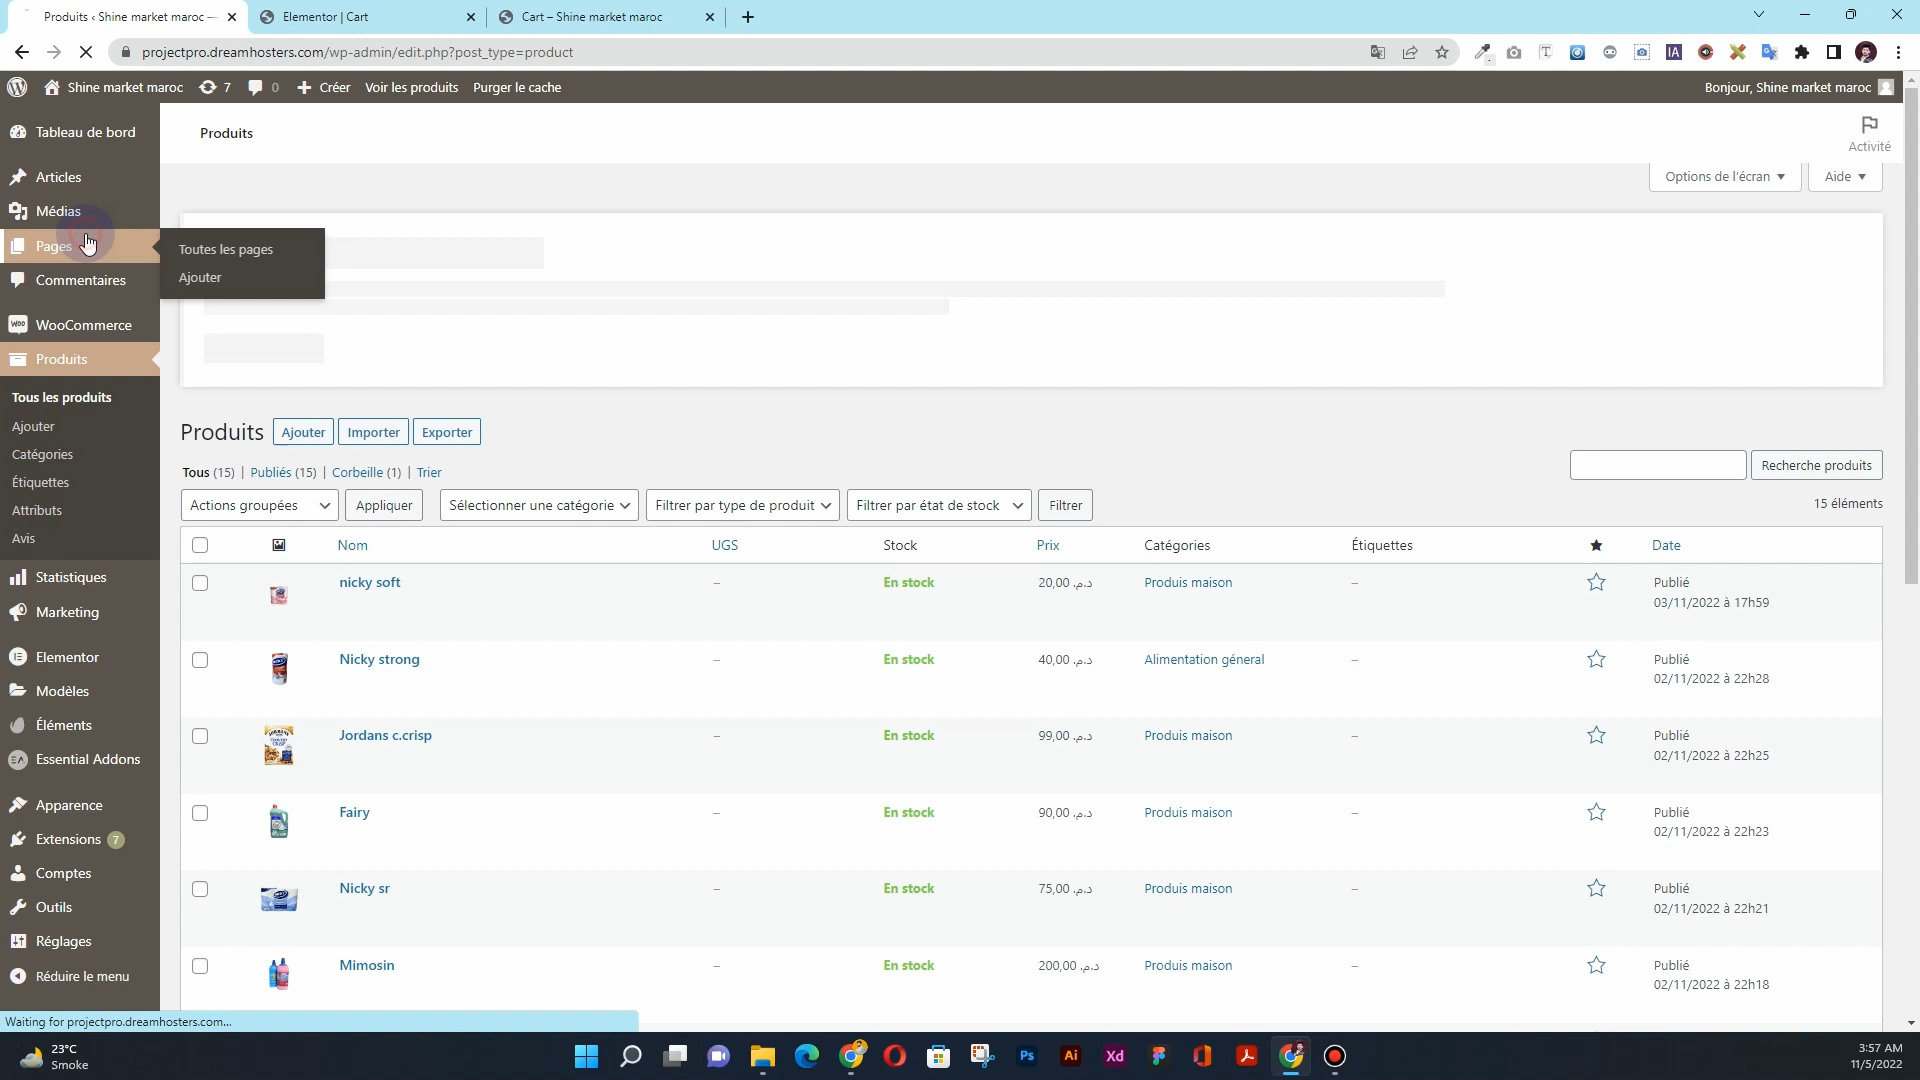 Produits ‹ Shine market maroc —
Elementor | Cart
Cart – Shine market maroc
projectpro.dreamhosters.com/wp-admin/edit.php?post_type=product
Shine market maroc
7
0
Créer
Voir les produits
Purger le cache
Bonjour, Shine market maroc
Tableau de bord
Articles
Médias
Pages
Commentaires
WooCommerce
Produits
Tous les produits
Ajouter
Catégories
Étiquettes
Attributs
Avis
Statistiques
Marketing
Elementor
Modèles
Éléments
Essential Addons
Apparence
Extensions 7
Comptes
Outils
Réglages
Réduire le menu
Toutes les pages
Ajouter
Produits
Activité
Options de l'écran
Aide
Produits
Ajouter
Importer
Exporter
Tous (15) | Publiés (15) | Corbeille (1) | Trier
Recherche produits
Actions groupées
Appliquer
Sélectionner une catégorie
Filtrer par type de produit
Filtrer par état de stock
Filtrer
15 éléments
Nom UGS Stock Prix Catégories Étiquettes Date
nicky soft – En stock 20,00 د.م. Produis maison – Publié
03/11/2022 à 17h59
Nicky strong – En stock 40,00 د.م. Alimentation géneral – Publié
02/11/2022 à 22h28
Jordans c.crisp – En stock 99,00 د.م. Produis maison – Publié
02/11/2022 à 22h25
Fairy – En stock 90,00 د.م. Produis maison – Publié
02/11/2022 à 22h23
Nicky sr – En stock 75,00 د.م. Produis maison – Publié
02/11/2022 à 22h21
Mimosin – En stock 200,00 د.م. Produis maison – Publié
02/11/2022 à 22h18
Waiting for projectpro.dreamhosters.com...
23°C
Smoke
Ps
Ai
Xd
3:57 AM
11/5/2022